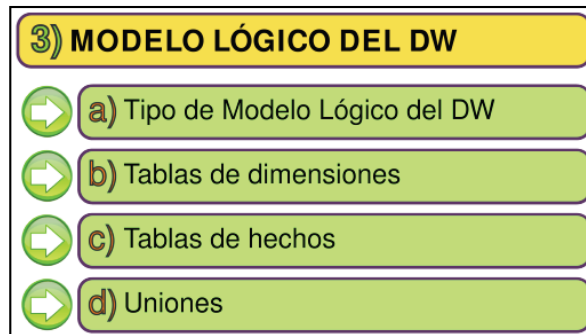 3) MODELO LÓGICO DEL DW
a) Tipo de Modelo Lógico del DW
b) Tablas de dimensiones
c) Tablas de hechos
d) Uniones